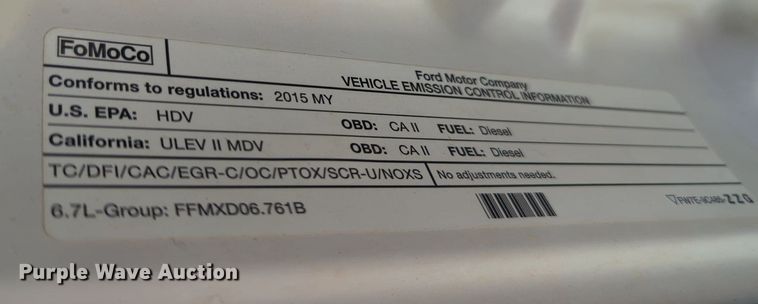 FoMoCo
Ford Motor Company
VEHICLE EMISSION CONTROL INFORMATION
Conforms to regulations: 2015 MY
U.S. EPA: HDV OBD: CA II FUEL: Diesel
California: ULEV II MDV OBD: CA II FUEL: Diesel
TC/DFI/CAC/EGR-C/OC/PTOX/SCR-U/NOXS No adjustments needed.
6.7L-Group: FFMXD06.761B
ZZG
Purple Wave Auction